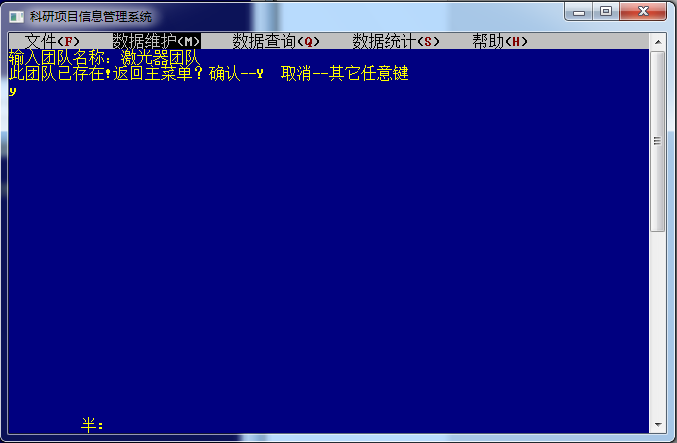 科研项目信息管理系统
文件(F) 数据维护(M) 数据查询(Q) 数据统计(S) 帮助(H)
输入团队名称：激光器团队
此团队已存在!返回主菜单？确认--Y 取消--其它任意键
y
半：